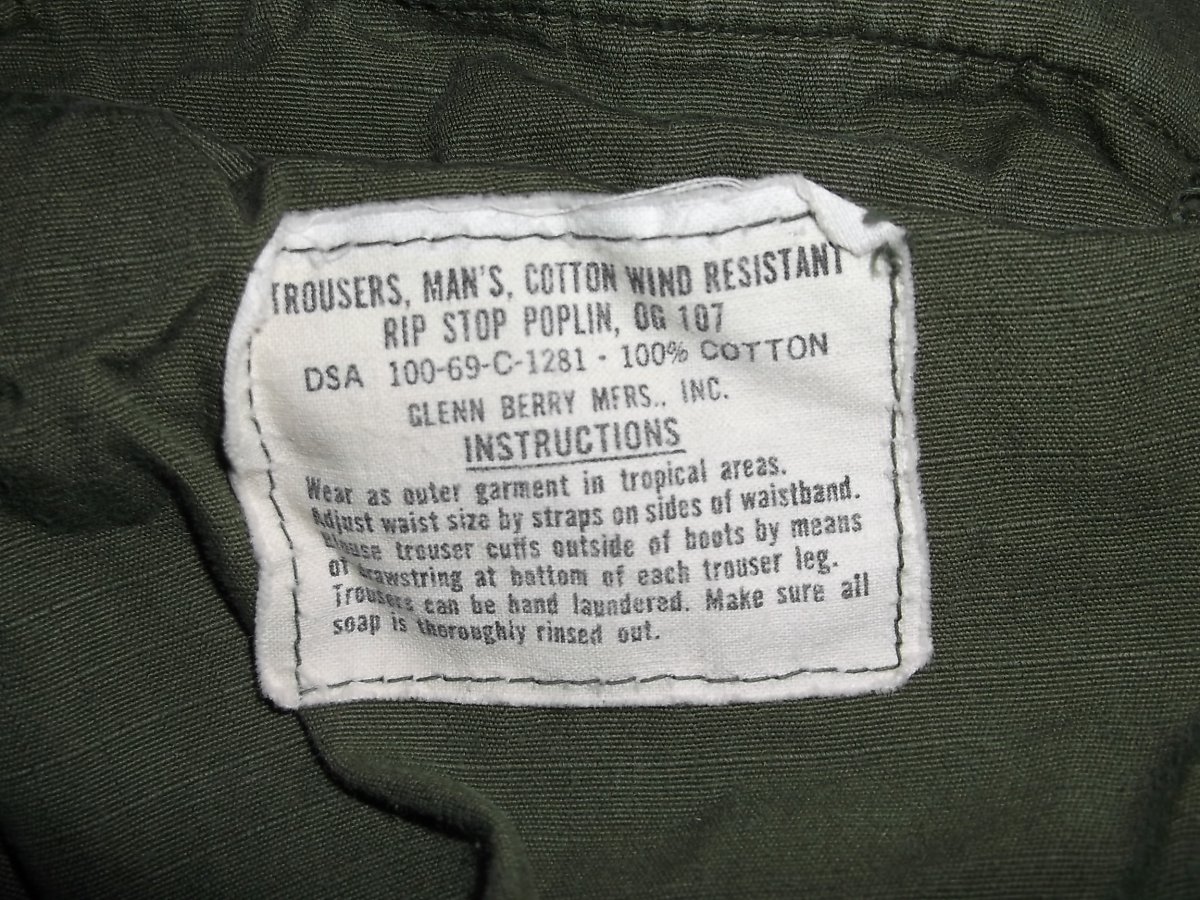 TROUSERS, MAN'S, COTTON WIND RESISTANT
RIP STOP POPLIN, OG 107
DSA 100-69-C-1281 · 100% COTTON
GLENN BERRY MFRS., INC.
INSTRUCTIONS
Wear as outer garment in tropical areas.
Adjust waist size by straps on sides of waistband.
Blouse trouser cuffs outside of boots by means
of drawstring at bottom of each trouser leg.
Trousers can be hand laundered. Make sure all
soap is thoroughly rinsed out.